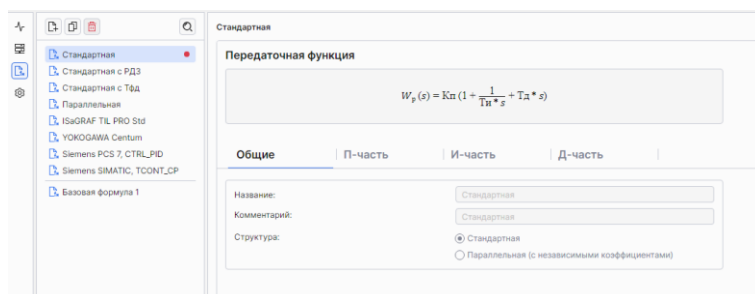 Стандартная
Стандартная с РДЗ
Стандартная с Тфд
Параллельная
ISaGRAF TIL PRO Std
YOKOGAWA Centum
Siemens PCS 7, CTRL_PID
Siemens SIMATIC, TCONT_CP
Базовая формула 1
Стандартная
Передаточная функция
Wp (s) = Кп (1 + 1 / Ти * s + Тд * s)
Общие П-часть И-часть Д-часть
Название: Стандартная
Комментарий: Стандартная
Структура: Стандартная
Параллельная (с независимыми коэффициентами)